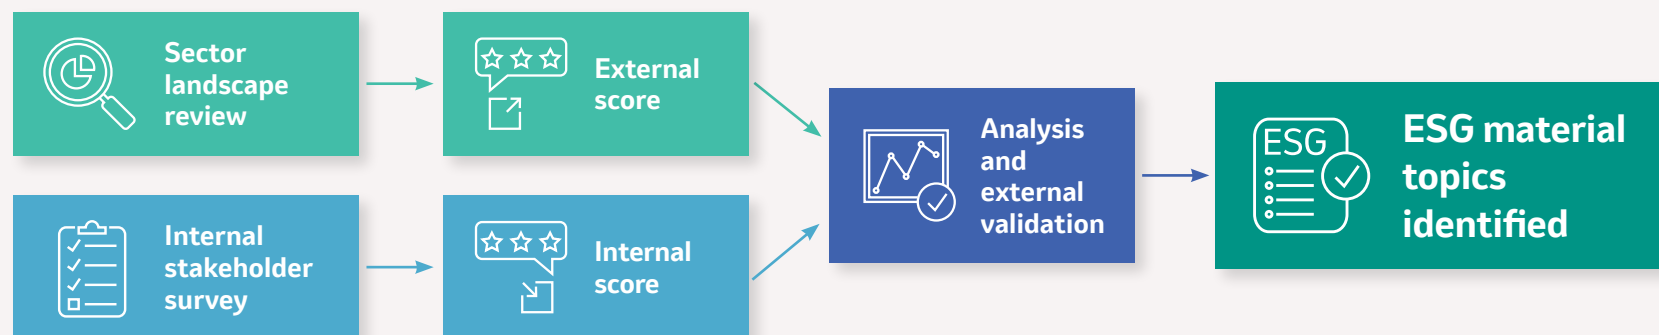 Sector
landscape
review
External
score
Internal
stakeholder
survey
Internal
score
Analysis
and
external
validation
ESG
ESG material
topics
identified